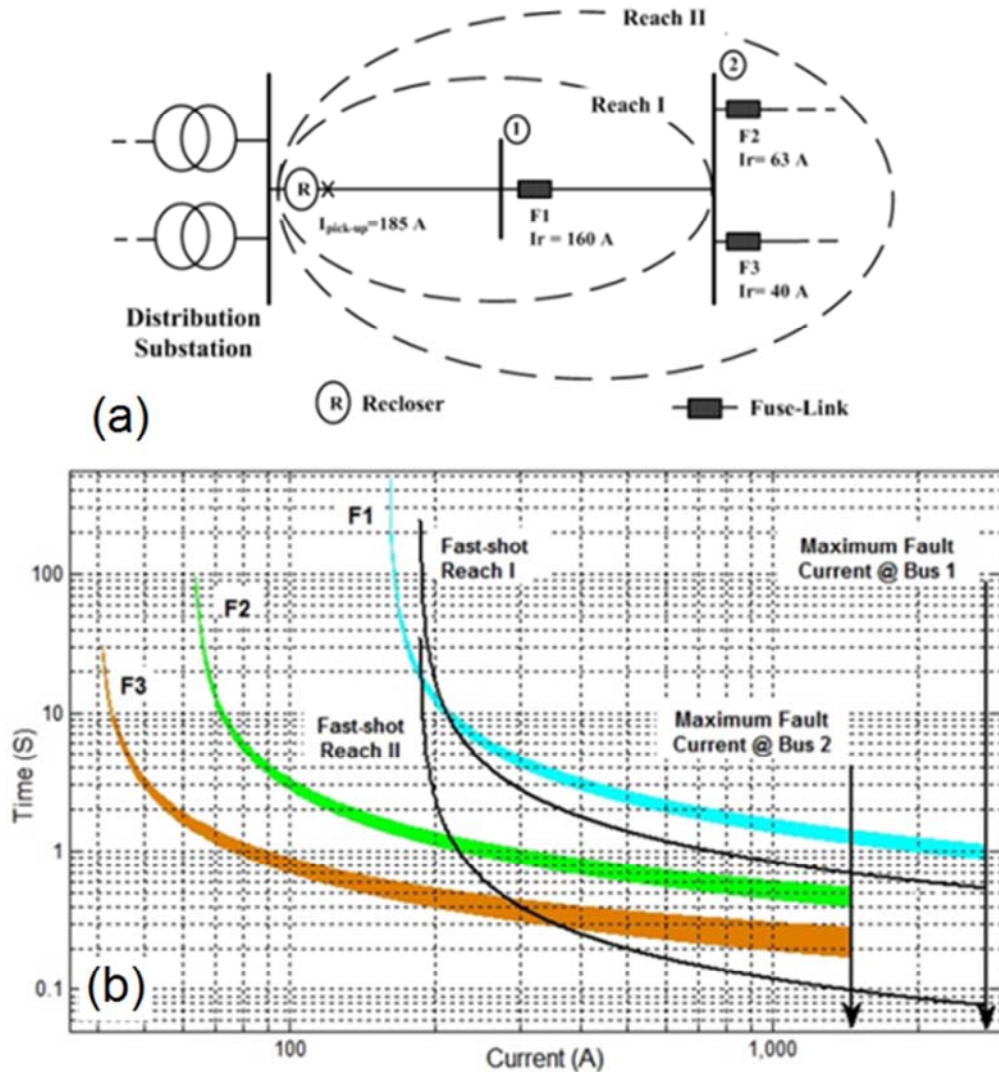 Reach II
2
Reach I
1
F2
Ir= 63 A
R
I pick-up=185 A
F1
Ir = 160 A
F3
Ir= 40 A
Distribution
Substation
(a)
R Recloser
Fuse-Link
F1
Fast-shot
Reach I
Maximum Fault
Current @ Bus 1
100
F2
F3
Fast-shot
Reach II
Maximum Fault
Current @ Bus 2
10
Time (S)
1
0.1
(b)
100
1,000
Current (A)